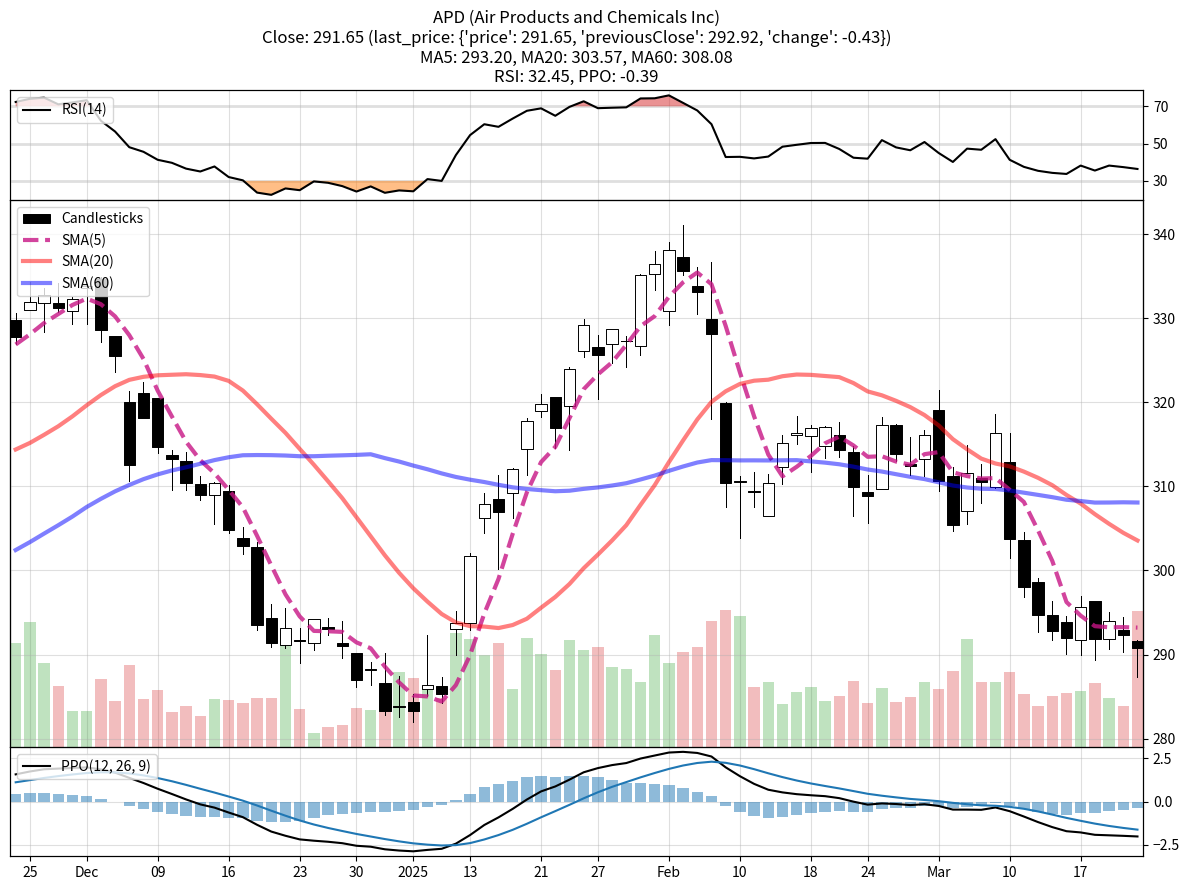 APD (Air Products and Chemicals Inc)
Close: 291.65 (last_price: {'price': 291.65, 'previousClose': 292.92, 'change': -0.43})
MA5: 293.20, MA20: 303.57, MA60: 308.08
RSI: 32.45, PPO: -0.39
RSI(14)
70
50
30
Candlesticks
SMA(5)
SMA(20)
SMA(60)
340
330
320
310
300
290
280
PPO(12, 26, 9)
2.5
0.0
−2.5
25 Dec 09 16 23 30 2025 13 21 27 Feb 10 18 24 Mar 10 17